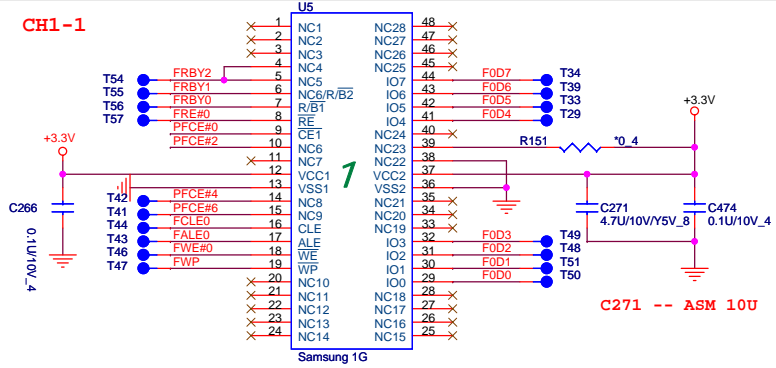 CH1-1
U5
1 NC1 NC28 48
2 NC2 NC27 47
3 NC3 NC26 46
4 NC4 NC25 45
T54 FRBY2 5 NC5 IO7 44 F0D7 T34
T55 FRBY1 6 NC6/R/B2 IO6 43 F0D6 T39
T56 FRBY0 7 R/B1 IO5 42 F0D5 T33
T57 FRE#0 8 RE IO4 41 F0D4 T29
PFCE#0 9 CE1 NC24 40
PFCE#2 10 NC6 NC23 39 R151 *0_4
+3.3V
+3.3V
11 NC7 NC22 38
12 VCC1 VCC2 37
13 VSS1 VSS2 36
1
T42 PFCE#4 14 NC8 NC21 35
T41 PFCE#6 15 NC9 NC20 34
T44 FCLE0 16 CLE NC19 33
T43 FALE0 17 ALE IO3 32 F0D3 T49
T46 FWE#0 18 WE IO2 31 F0D2 T48
T47 FWP 19 WP IO1 30 F0D1 T51
20 NC10 IO0 29 F0D0 T50
21 NC11 NC18 28
22 NC12 NC17 27
23 NC13 NC16 26
24 NC14 NC15 25
C266
0.1U/10V_4
C271
4.7U/10V/Y5V_8
C474
0.1U/10V_4
C271 -- ASM 10U
Samsung 1G